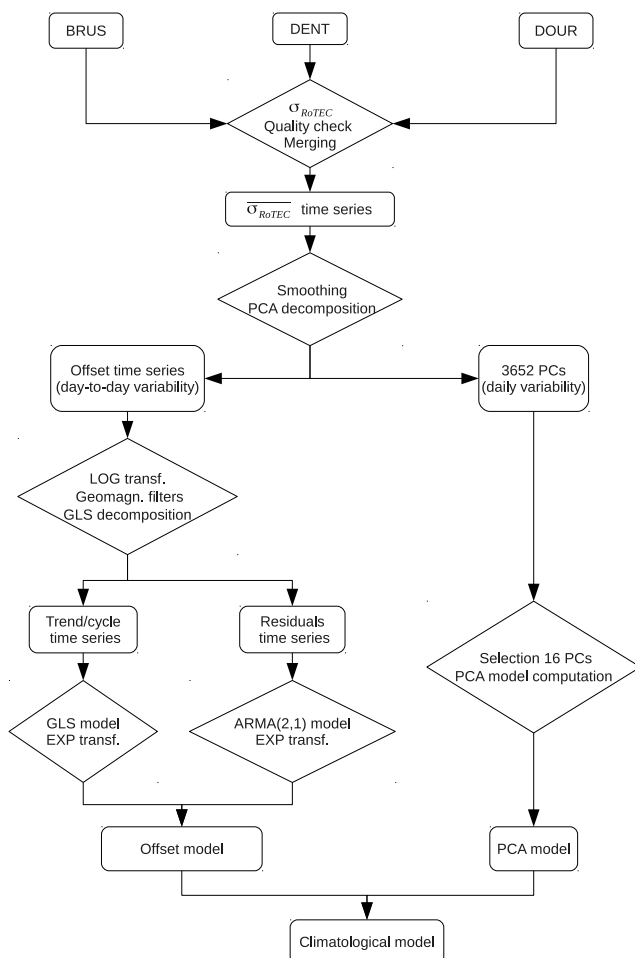 BRUS
DENT
DOUR
σRoTEC
Quality check
Merging
σRoTEC time series
Smoothing
PCA decomposition
Offset time series
(day-to-day variability)
3652 PCs
(daily variability)
LOG transf.
Geomagn. filters
GLS decomposition
Trend/cycle
time series
Residuals
time series
Selection 16 PCs
PCA model computation
GLS model
EXP transf.
ARMA(2,1) model
EXP transf.
Offset model
PCA model
Climatological model